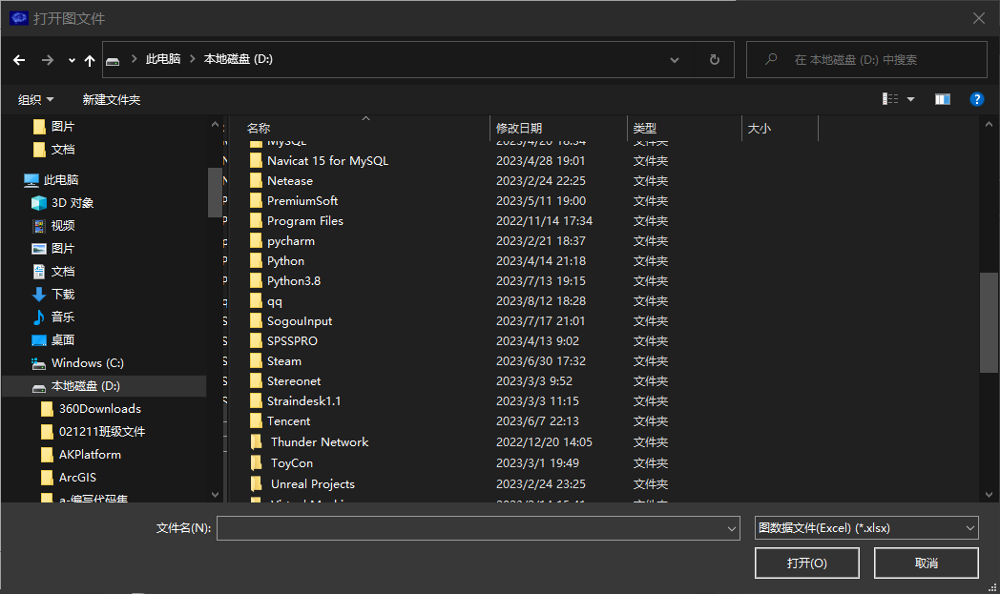 打开图文件
此电脑 本地磁盘 (D:)
在 本地磁盘 (D:) 中搜索
组织 新建文件夹
图片
文档
此电脑
3D 对象
视频
图片
文档
下载
音乐
桌面
Windows (C:)
本地磁盘 (D:)
360Downloads
021211班级文件
AKPlatform
ArcGIS
a-编写代码集
名称 修改日期 类型 大小
MySQL 2023/4/20 18:34 文件夹
Navicat 15 for MySQL 2023/4/28 19:01 文件夹
Netease 2023/2/24 22:25 文件夹
PremiumSoft 2023/5/11 19:00 文件夹
Program Files 2022/11/14 17:34 文件夹
pycharm 2023/2/21 18:37 文件夹
Python 2023/4/14 21:18 文件夹
Python3.8 2023/7/13 19:15 文件夹
qq 2023/8/12 18:28 文件夹
SogouInput 2023/7/17 21:01 文件夹
SPSSPRO 2023/4/13 9:02 文件夹
Steam 2023/6/30 17:32 文件夹
Stereonet 2023/3/3 9:52 文件夹
Straindesk1.1 2023/3/3 11:15 文件夹
Tencent 2023/6/7 22:13 文件夹
Thunder Network 2022/12/20 14:05 文件夹
ToyCon 2023/3/1 19:49 文件夹
Unreal Projects 2023/2/24 23:25 文件夹
文件名(N):
图数据文件(Excel) (*.xlsx)
打开(O) 取消